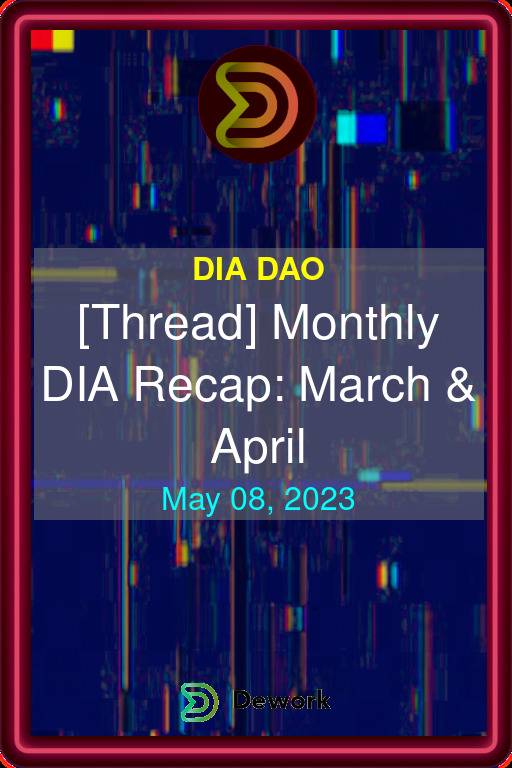 DIA DAO
[Thread] Monthly
DIA Recap: March &
April
May 08, 2023
Dework